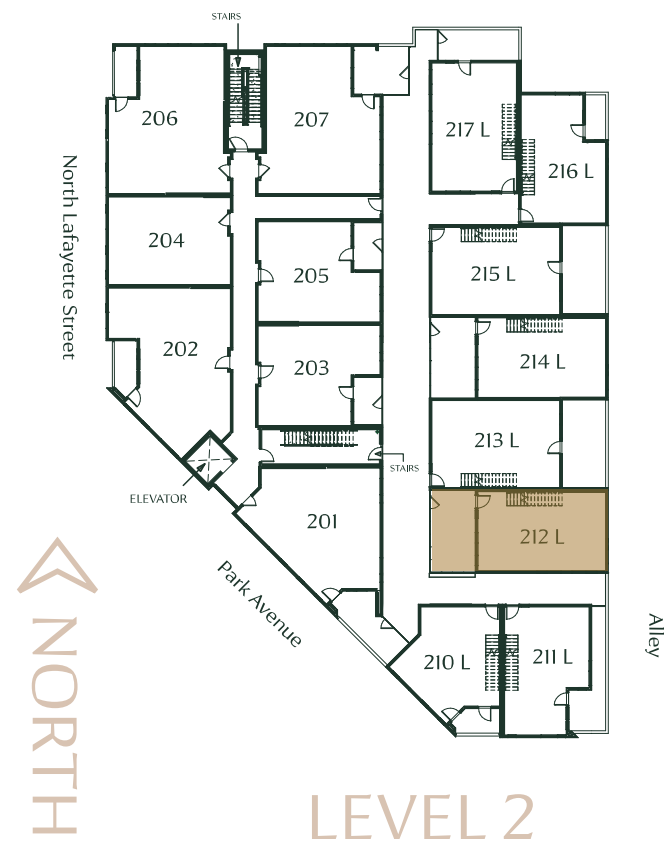 STAIRS
206
207
217 L
216 L
North Lafayette Street
204
205
215 L
202
203
214 L
213 L
STAIRS
ELEVATOR
201
212 L
Park Avenue
210 L
211 L
Alley
NORTH
LEVEL 2